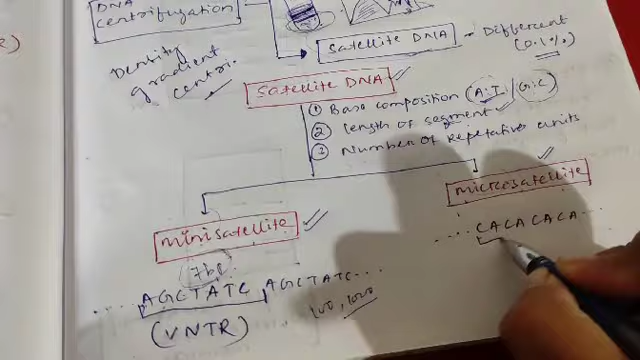 DNA
centrifugation
Satellite DNA - Different
(0.1%)
Density
gradient
centri.
Satellite DNA
① Base composition (A:T / G:C)
② Length of segment
③ Number of Repetative units
Minisatellite
Microsatellite
7bp
.... AGCTATC AGCTATC...
(VNTR)
100, 1000
.... CACACACA...